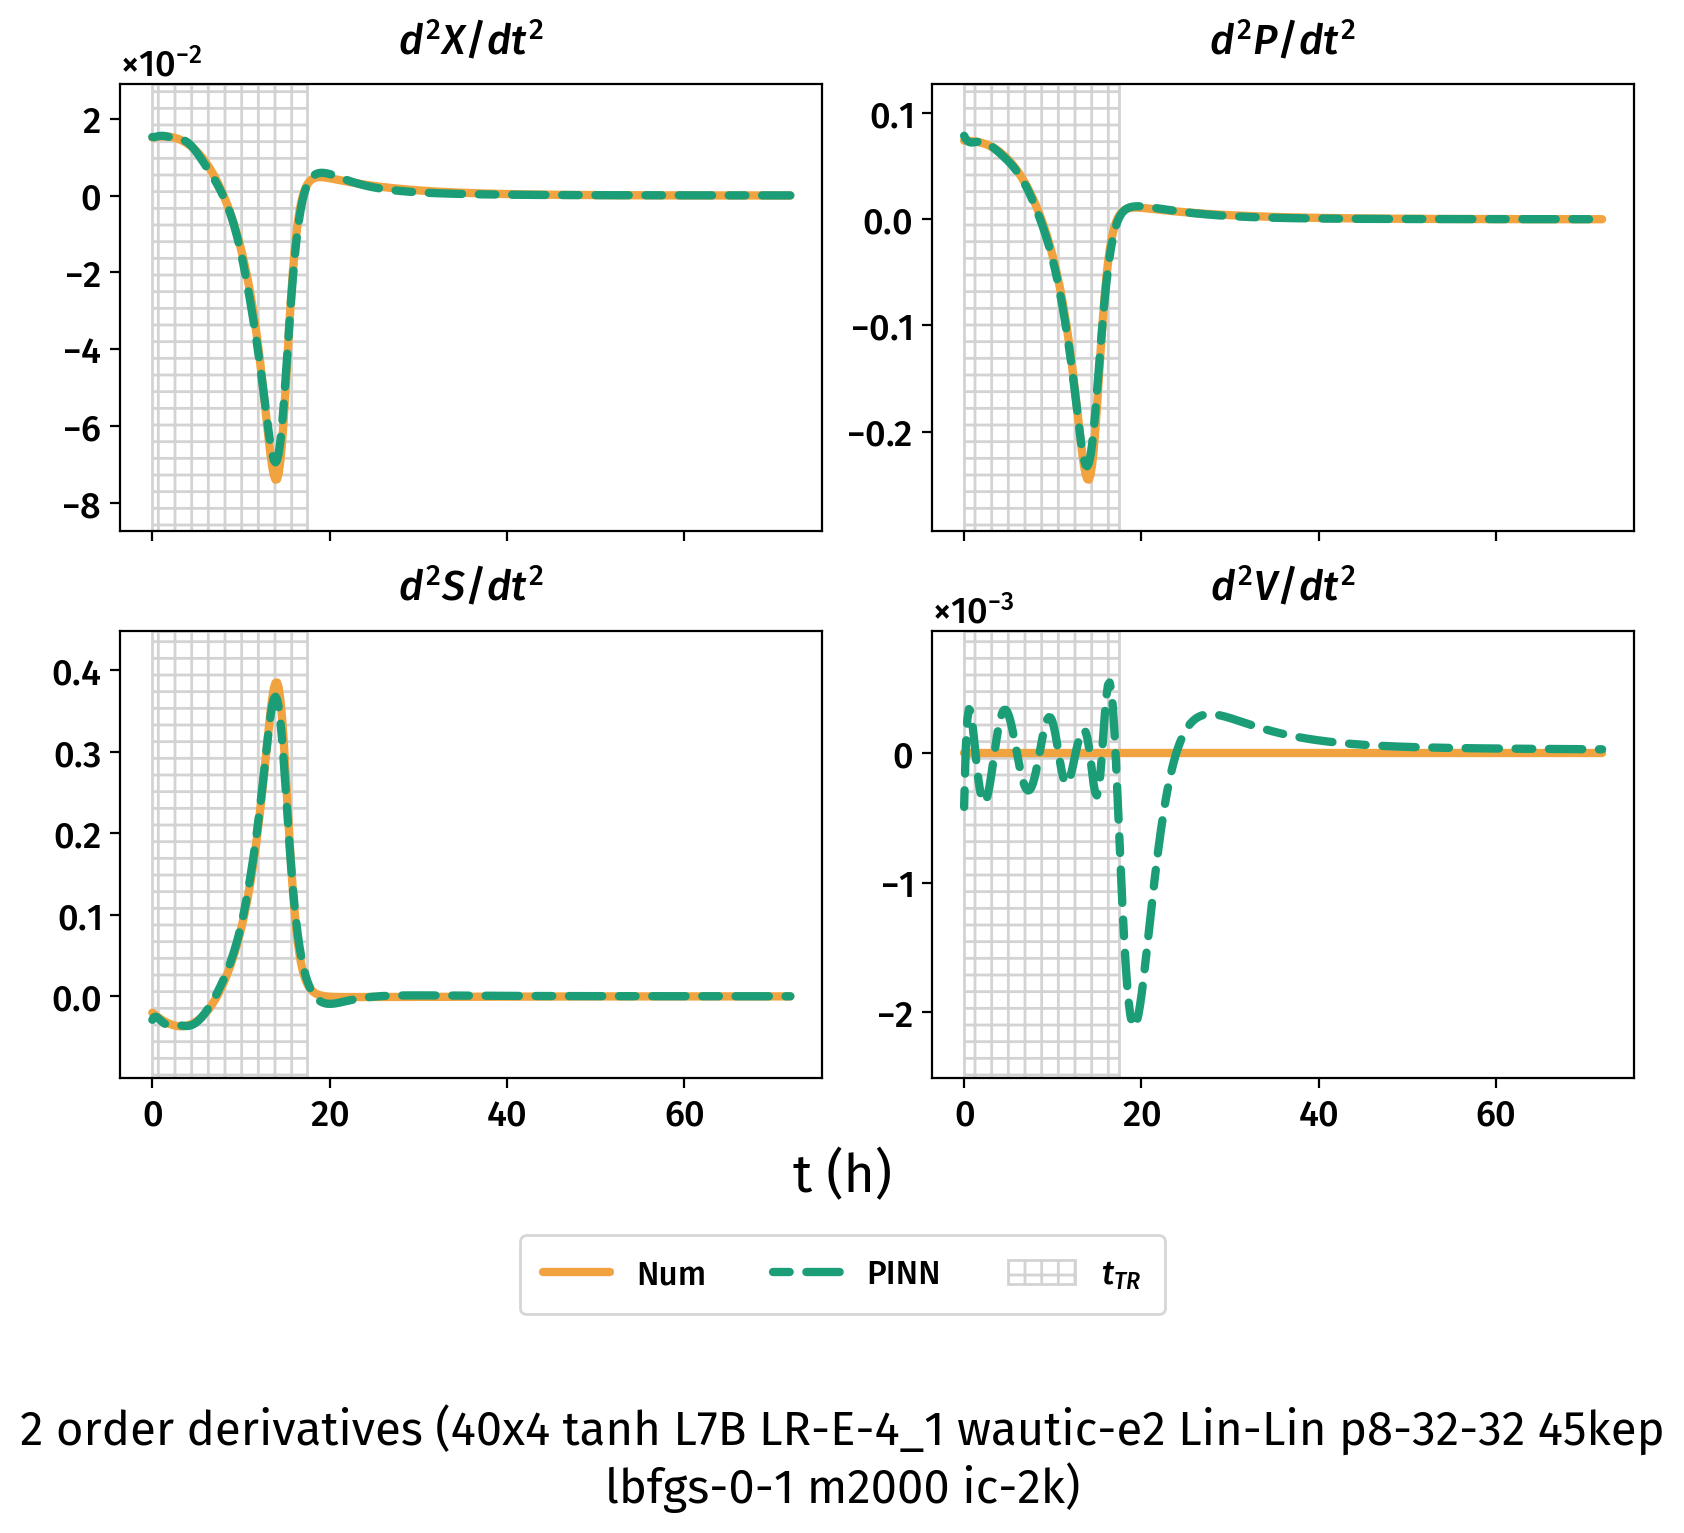 d²X/dt²
×10⁻²
2
0
−2
−4
−6
−8
d²P/dt²
0.1
0.0
−0.1
−0.2
d²S/dt²
0.4
0.3
0.2
0.1
0.0
0 20 40 60
d²V/dt²
×10⁻³
0
−1
−2
0 20 40 60
t (h)
Num PINN t_TR
2 order derivatives (40x4 tanh L7B LR-E-4_1 wautic-e2 Lin-Lin p8-32-32 45kep
lbfgs-0-1 m2000 ic-2k)